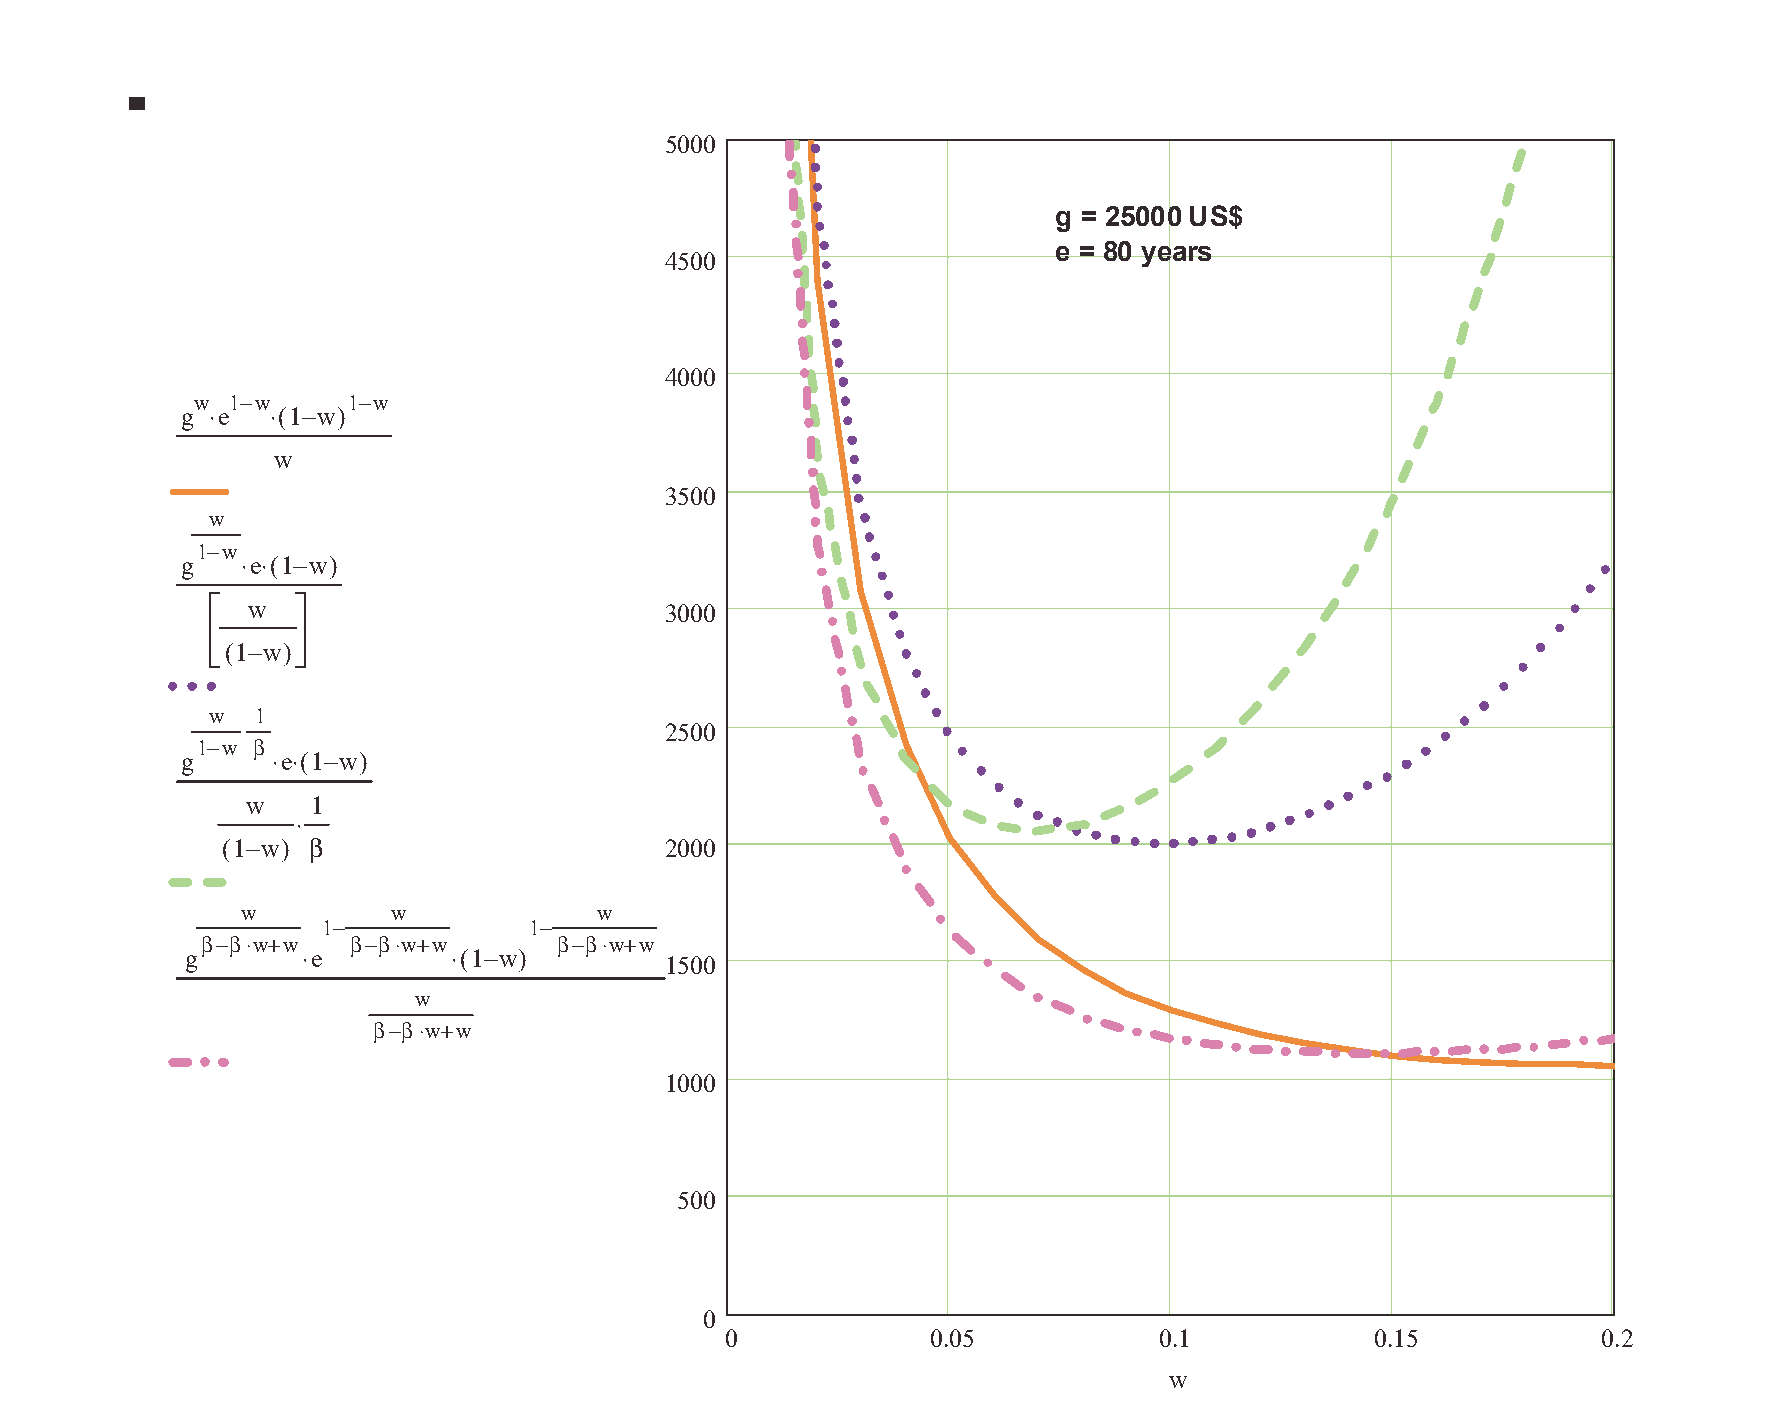 5000
g = 25000 US$
e = 80 years
4500
4000
g^w·e^(1−w)·(1−w)^(1−w)
w
3500
g^(w/(1−w))·e·(1−w)
[w/(1−w)]
3000
g^(w/(1−w) 1/β)·e·(1−w)
w/(1−w)·1/β
2500
2000
g^(w/(β−β·w+w))·e^(1−w/(β−β·w+w))·(1−w)^(1−w/(β−β·w+w))
w/(β−β·w+w)
1500
1000
500
0
0 0.05 0.1 0.15 0.2
w